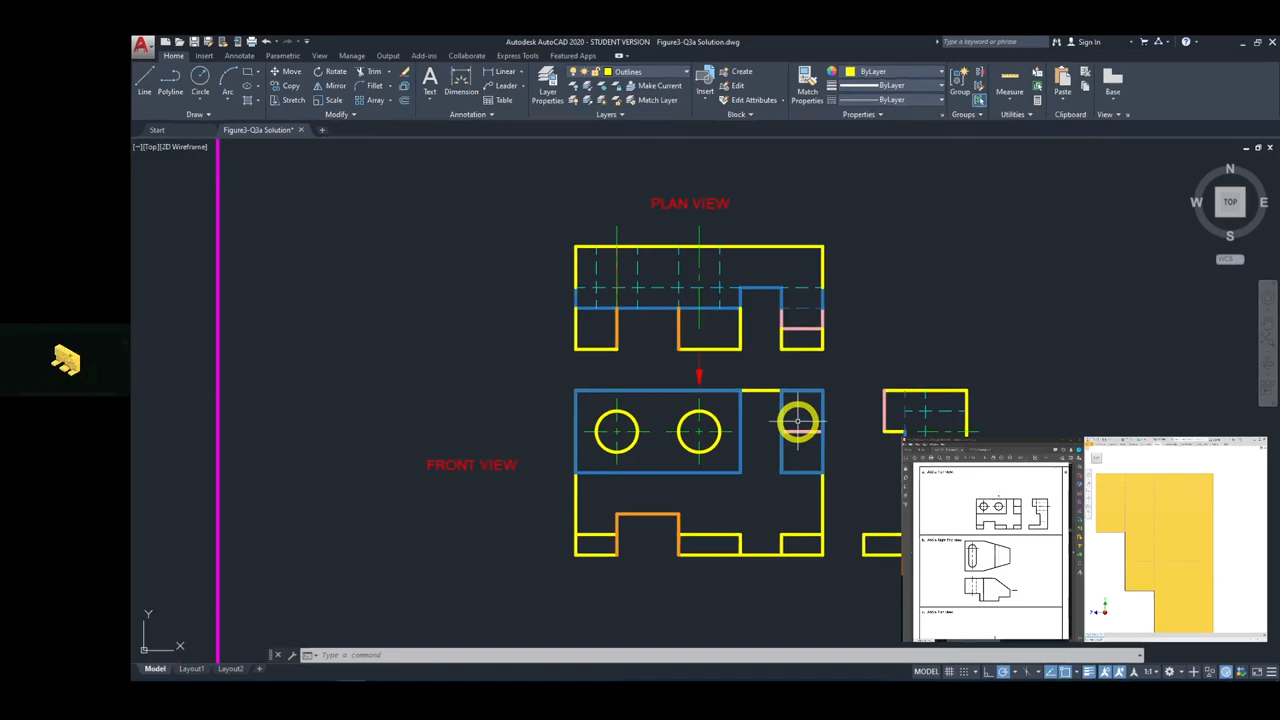 Autodesk AutoCAD 2020 - STUDENT VERSION Figure3-Q3a Solution.dwg
Type a keyword or phrase
Sign In
Home Insert Annotate Parametric View Manage Output Add-ins Collaborate Express Tools Featured Apps
Line Polyline Circle Arc
Move Rotate Trim
Copy Mirror Fillet
Stretch Scale Array
Text Dimension
Linear
Leader
Table
Layer Properties
Outlines
Make Current
Match Layer
Insert
Create
Edit
Edit Attributes
Match Properties
ByLayer
ByLayer
ByLayer
Group
Measure
Paste
Base
Draw Modify Annotation Layers Block Properties Groups Utilities Clipboard View
Start Figure3-Q3a Solution*
[−][Top][2D Wireframe]
N
W TOP E
S
WCS
PLAN VIEW
FRONT VIEW
Y
X
Type a command
Model Layout1 Layout2
MODEL
1:1